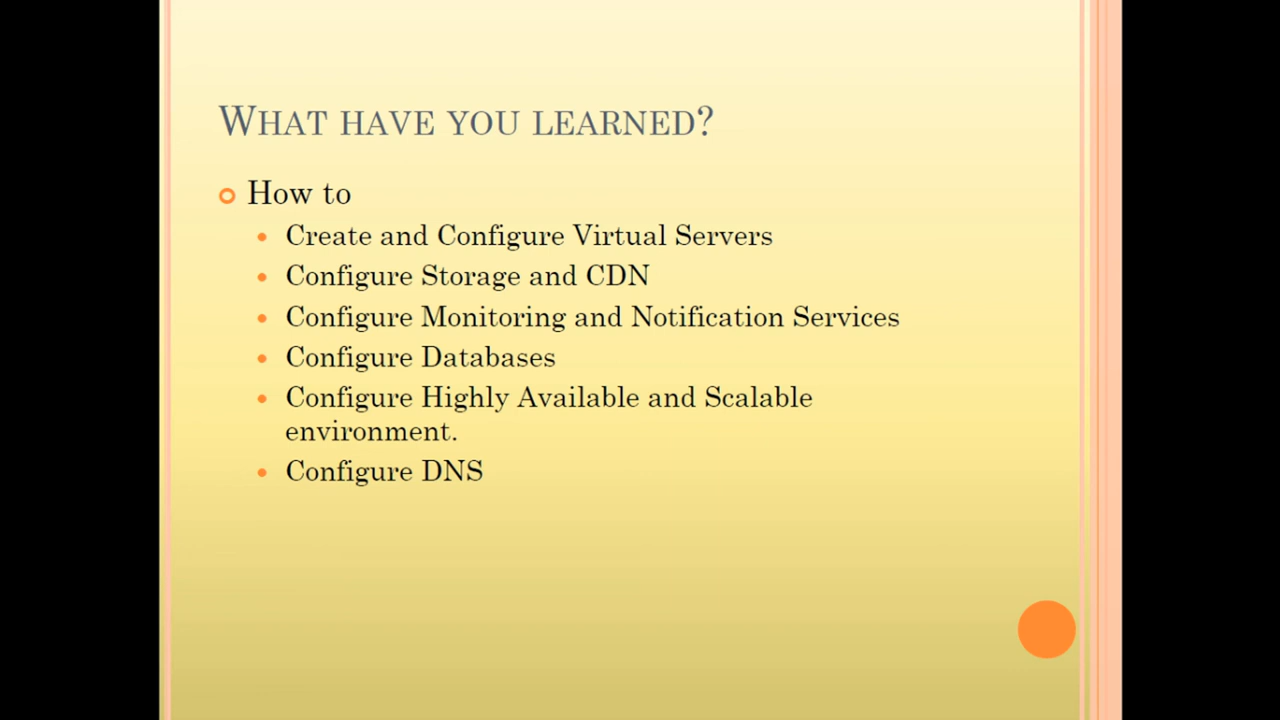 What have you learned?
How to
Create and Configure Virtual Servers
Configure Storage and CDN
Configure Monitoring and Notification Services
Configure Databases
Configure Highly Available and Scalable
environment.
Configure DNS